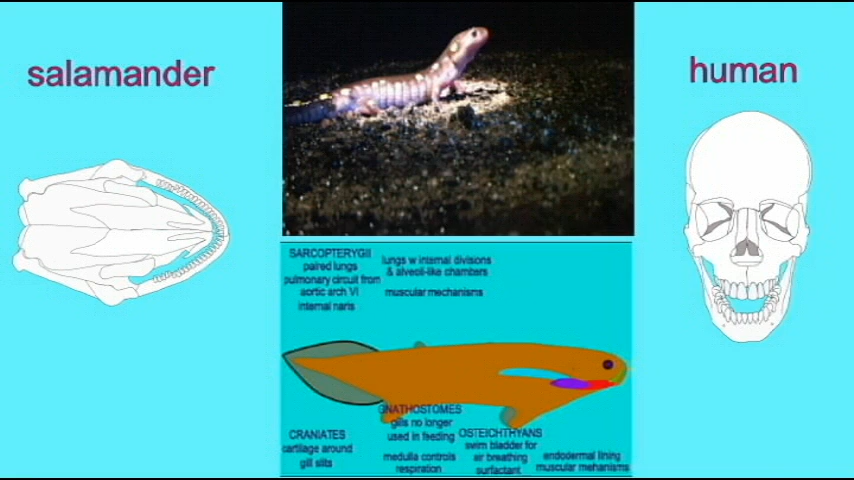 salamander
human
SARCOPTERYGII
paired lungs
pulmonary circuit from
aortic arch VI
internal naris
lungs w internal divisons
& alveoli-like chambers
muscular mechanisms
GNATHOSTOMES
gills no longer
used in feeding
medulla controls
respiration
CRANIATES
cartilage around
gill slits
OSTEICHTHYANS
swim bladder for
air breathing
surfactant
endodermal lining
muscular mehanisms